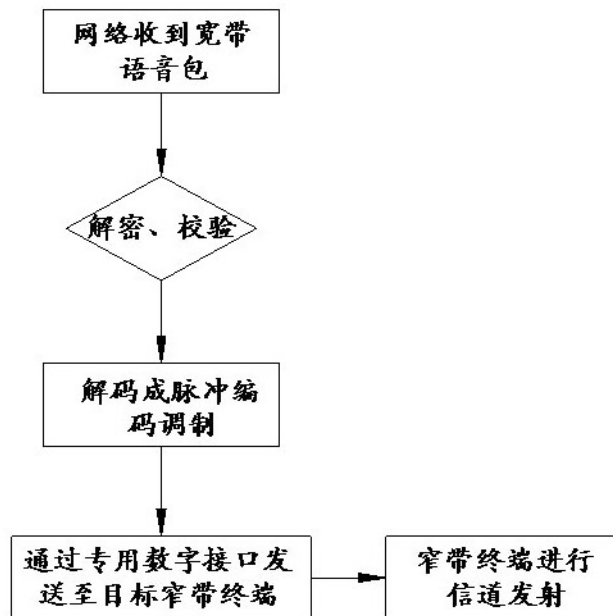 网络收到宽带
语音包
解密、校验
解码成脉冲编
码调制
通过专用数字接口发
送至目标窄带终端
窄带终端进行
信道发射